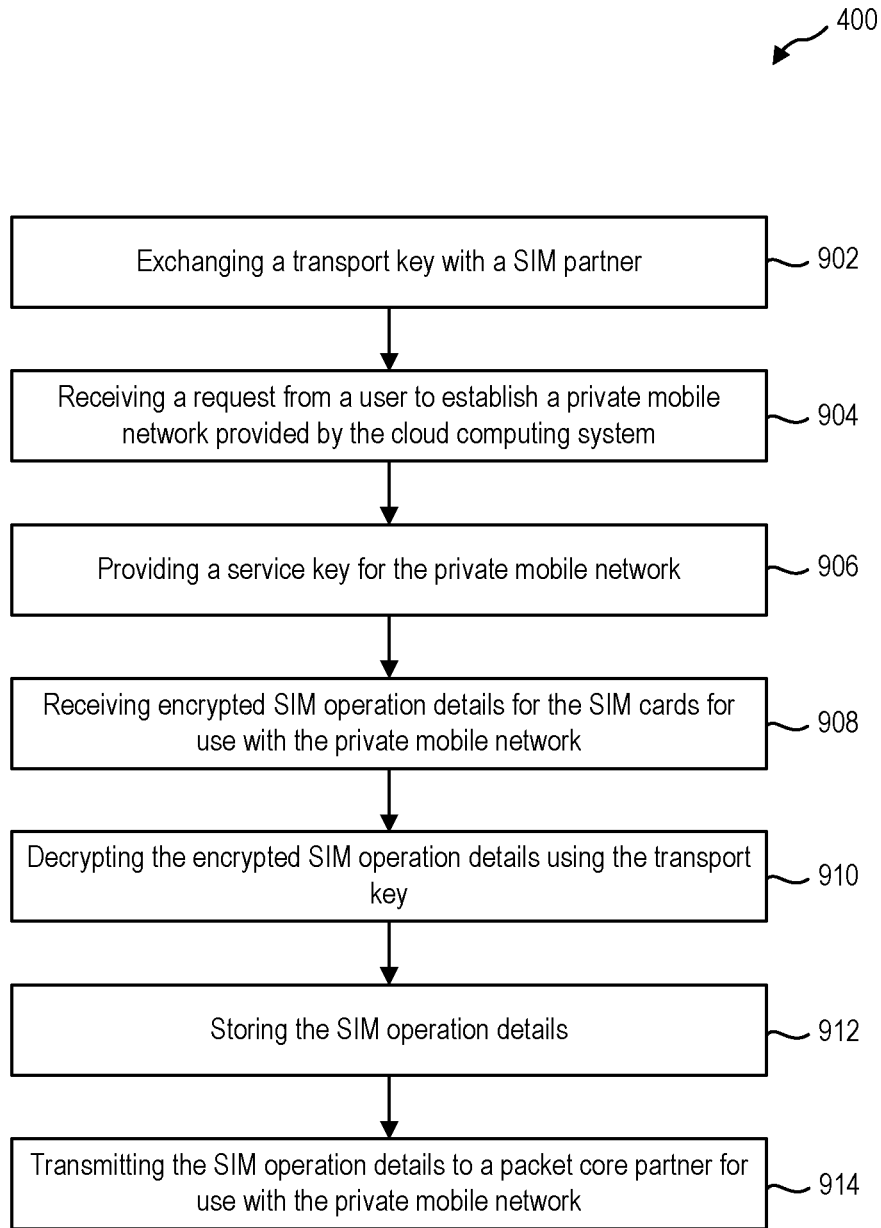 400
Exchanging a transport key with a SIM partner
902
Receiving a request from a user to establish a private mobile
network provided by the cloud computing system
904
Providing a service key for the private mobile network
906
Receiving encrypted SIM operation details for the SIM cards for
use with the private mobile network
908
Decrypting the encrypted SIM operation details using the transport
key
910
Storing the SIM operation details
912
Transmitting the SIM operation details to a packet core partner for
use with the private mobile network
914